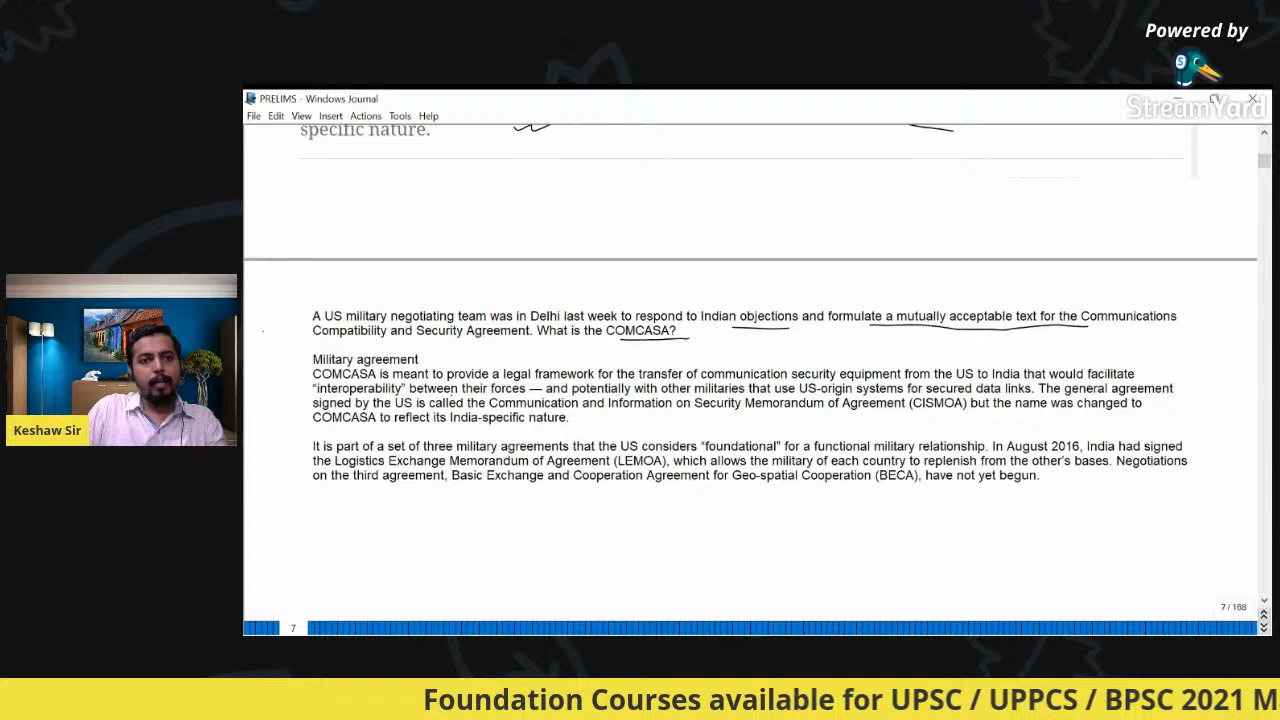 Powered by
StreamYard
PRELIMS - Windows Journal
File Edit View Insert Actions Tools Help
specific nature.
A US military negotiating team was in Delhi last week to respond to Indian objections and formulate a mutually acceptable text for the Communications
Compatibility and Security Agreement. What is the COMCASA?
Military agreement
COMCASA is meant to provide a legal framework for the transfer of communication security equipment from the US to India that would facilitate
“interoperability” between their forces — and potentially with other militaries that use US-origin systems for secured data links. The general agreement
signed by the US is called the Communication and Information on Security Memorandum of Agreement (CISMOA) but the name was changed to
COMCASA to reflect its India-specific nature.
It is part of a set of three military agreements that the US considers “foundational” for a functional military relationship. In August 2016, India had signed
the Logistics Exchange Memorandum of Agreement (LEMOA), which allows the military of each country to replenish from the other's bases. Negotiations
on the third agreement, Basic Exchange and Cooperation Agreement for Geo-spatial Cooperation (BECA), have not yet begun.
Keshaw Sir
7 / 168
7
Foundation Courses available for UPSC / UPPCS / BPSC 2021 M